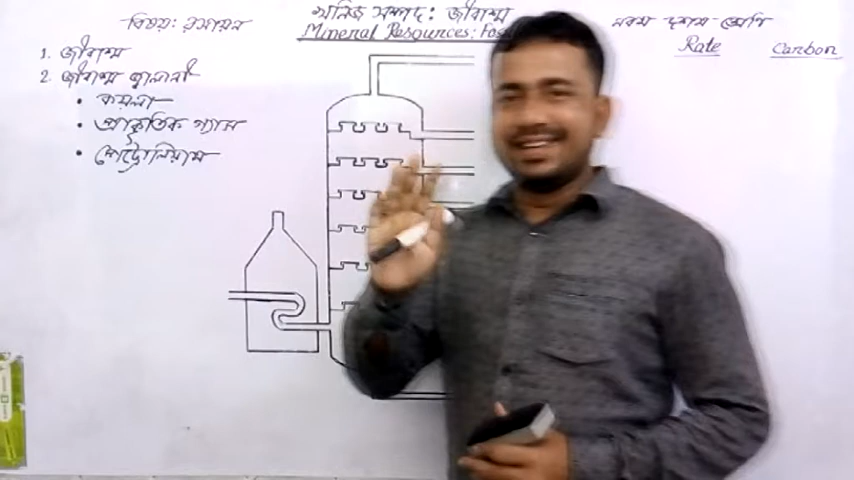 বিষয়: রসায়ন
খনিজ সম্পদ: জীবাশ্ম
Mineral Resources: Fos
নবম দশম শ্রেণি
Rate Carbon
1. জীবাশ্ম
2. জীবাশ্ম জ্বালানী
• কয়লা
• প্রাকৃতিক গ্যাস
• পেট্রোলিয়াম